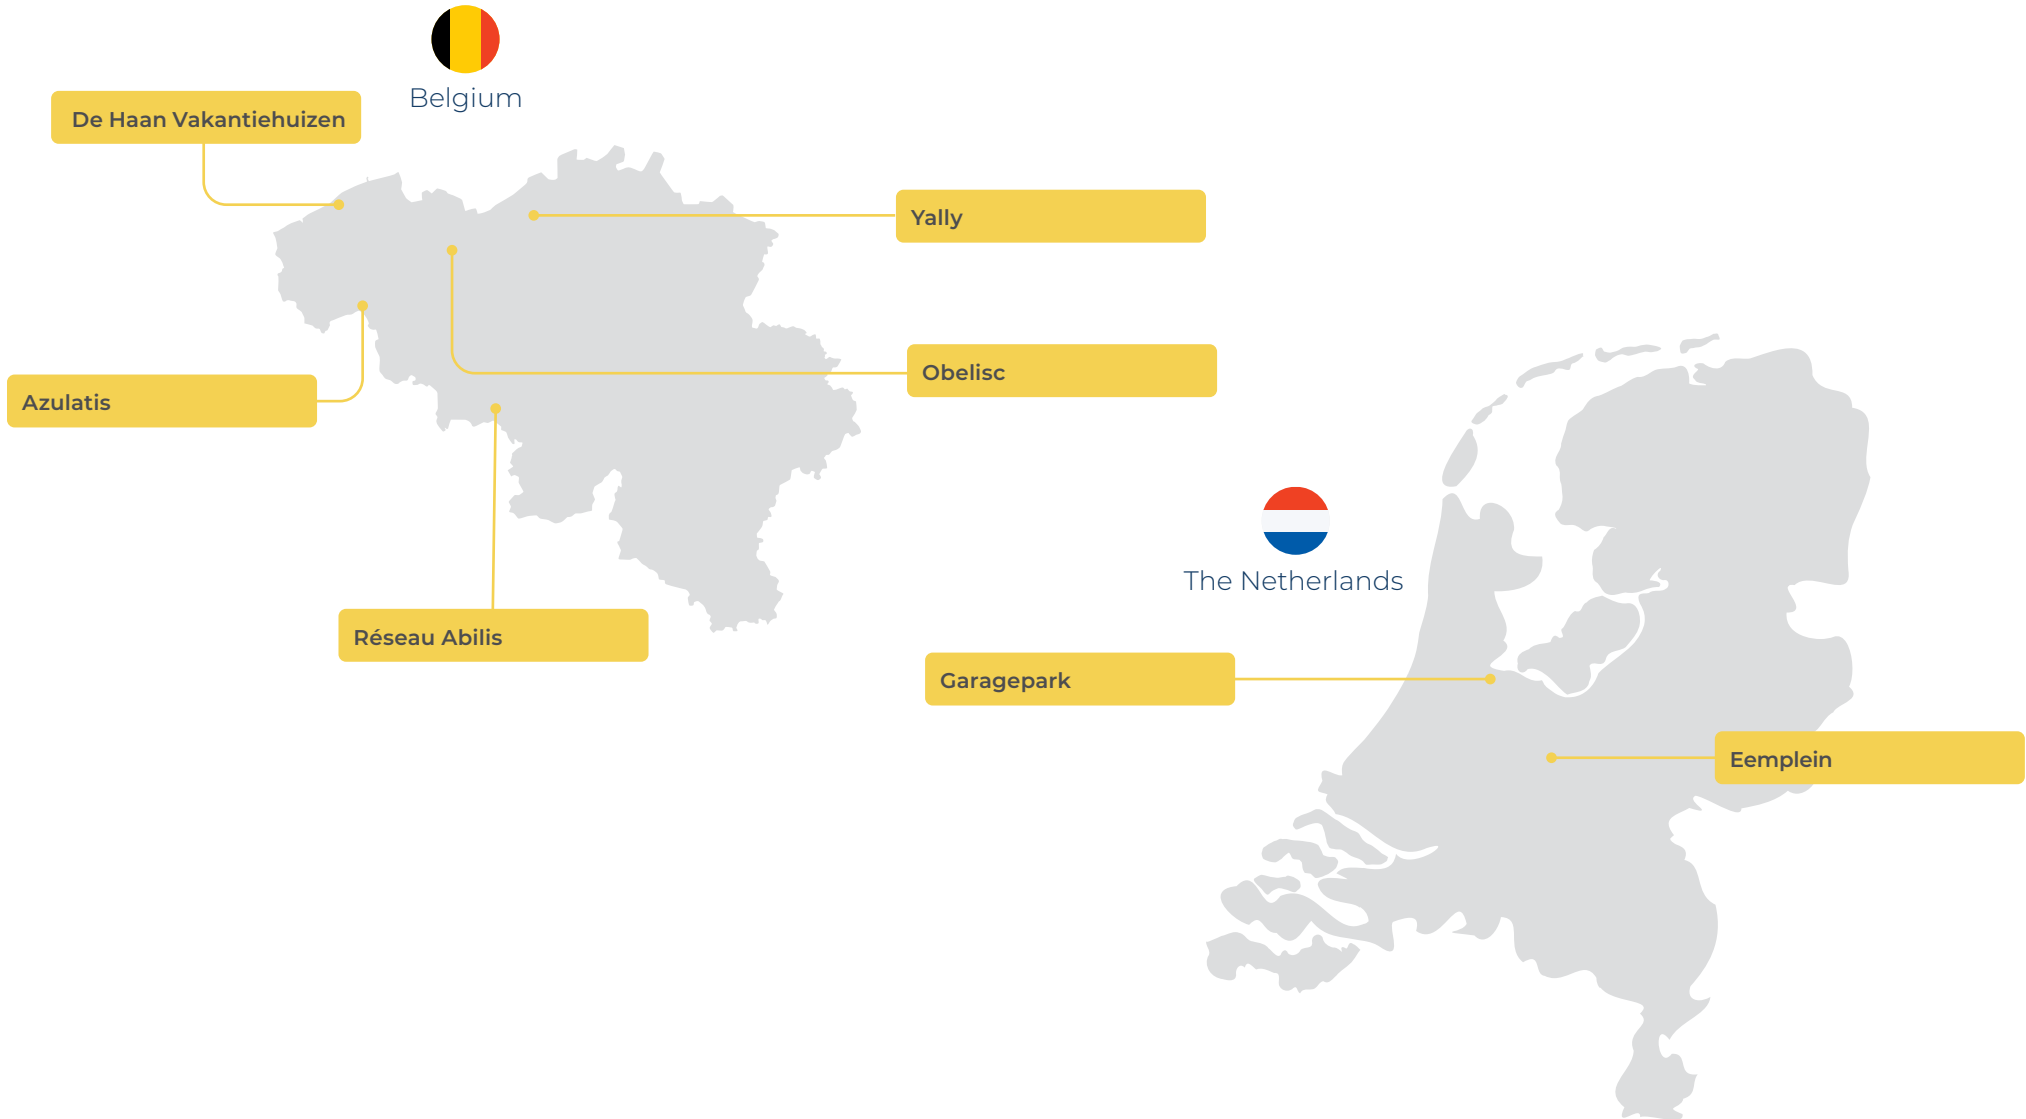 Belgium
De Haan Vakantiehuizen
Yally
Obelisc
Azulatis
Réseau Abilis
The Netherlands
Garagepark
Eemplein